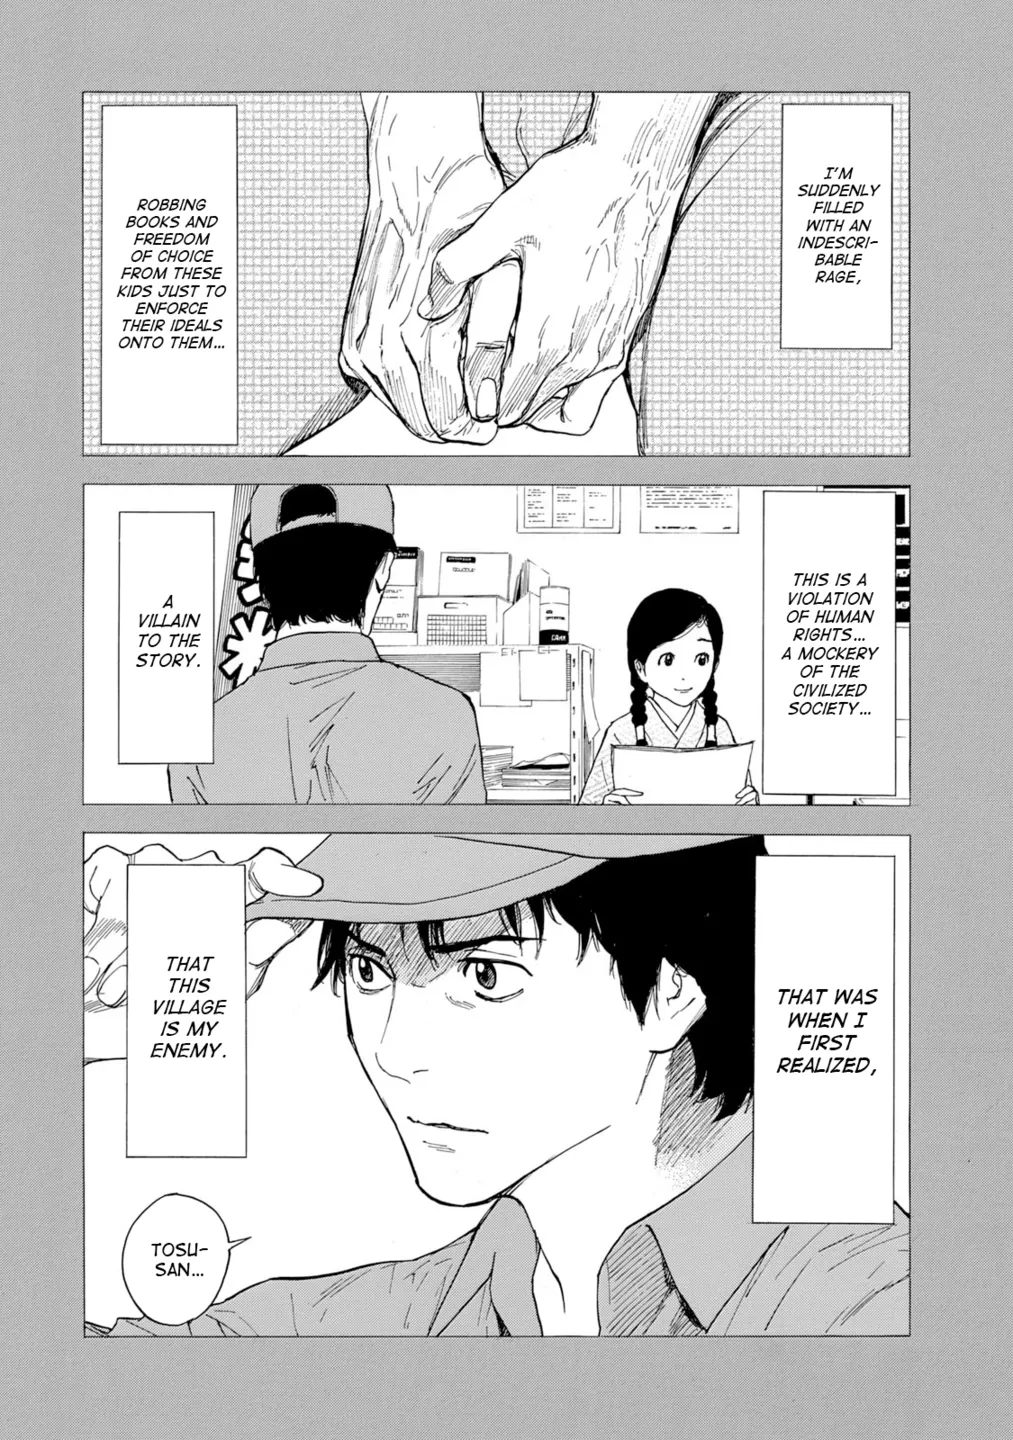 I'M
SUDDENLY
FILLED
WITH AN
INDESCRI-
BABLE
RAGE,
ROBBING
BOOKS AND
FREEDOM
OF CHOICE
FROM THESE
KIDS JUST TO
ENFORCE
THEIR IDEALS
ONTO THEM...
THIS IS A
VIOLATION
OF HUMAN
RIGHTS...
A MOCKERY
OF THE
CIVILIZED
SOCIETY...
A
VILLAIN
TO THE
STORY.
THAT WAS
WHEN I
FIRST
REALIZED,
THAT
THIS
VILLAGE
IS MY
ENEMY.
TOSU-
SAN...